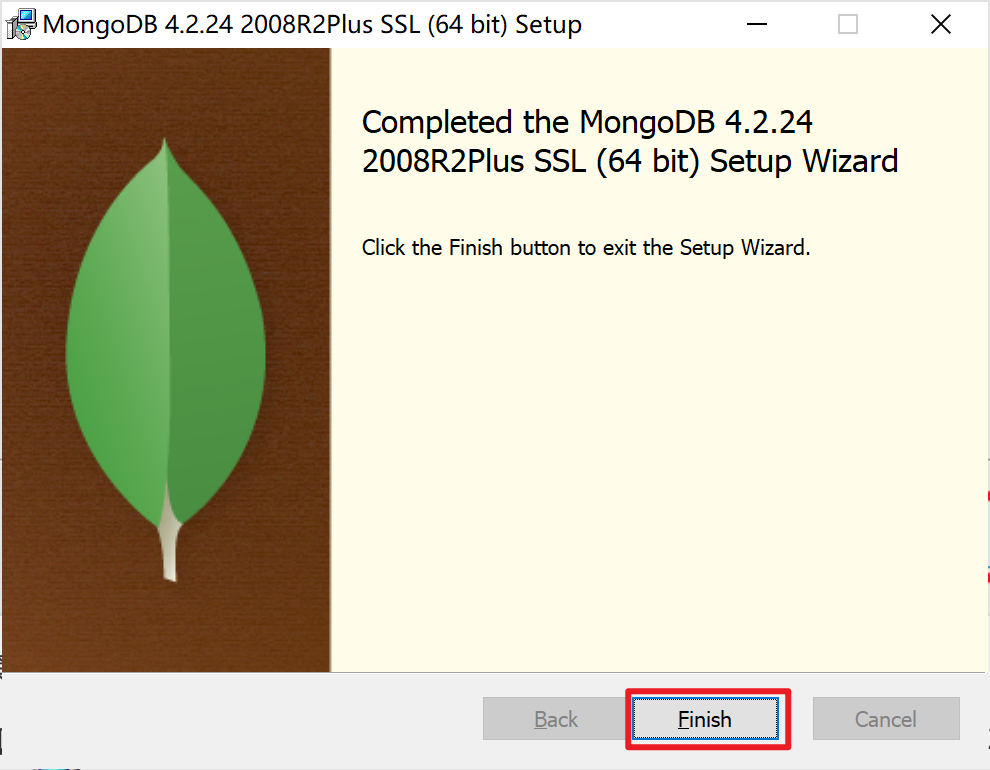 MongoDB 4.2.24 2008R2Plus SSL (64 bit) Setup
Completed the MongoDB 4.2.24
2008R2Plus SSL (64 bit) Setup Wizard
Click the Finish button to exit the Setup Wizard.
Back
Finish
Cancel